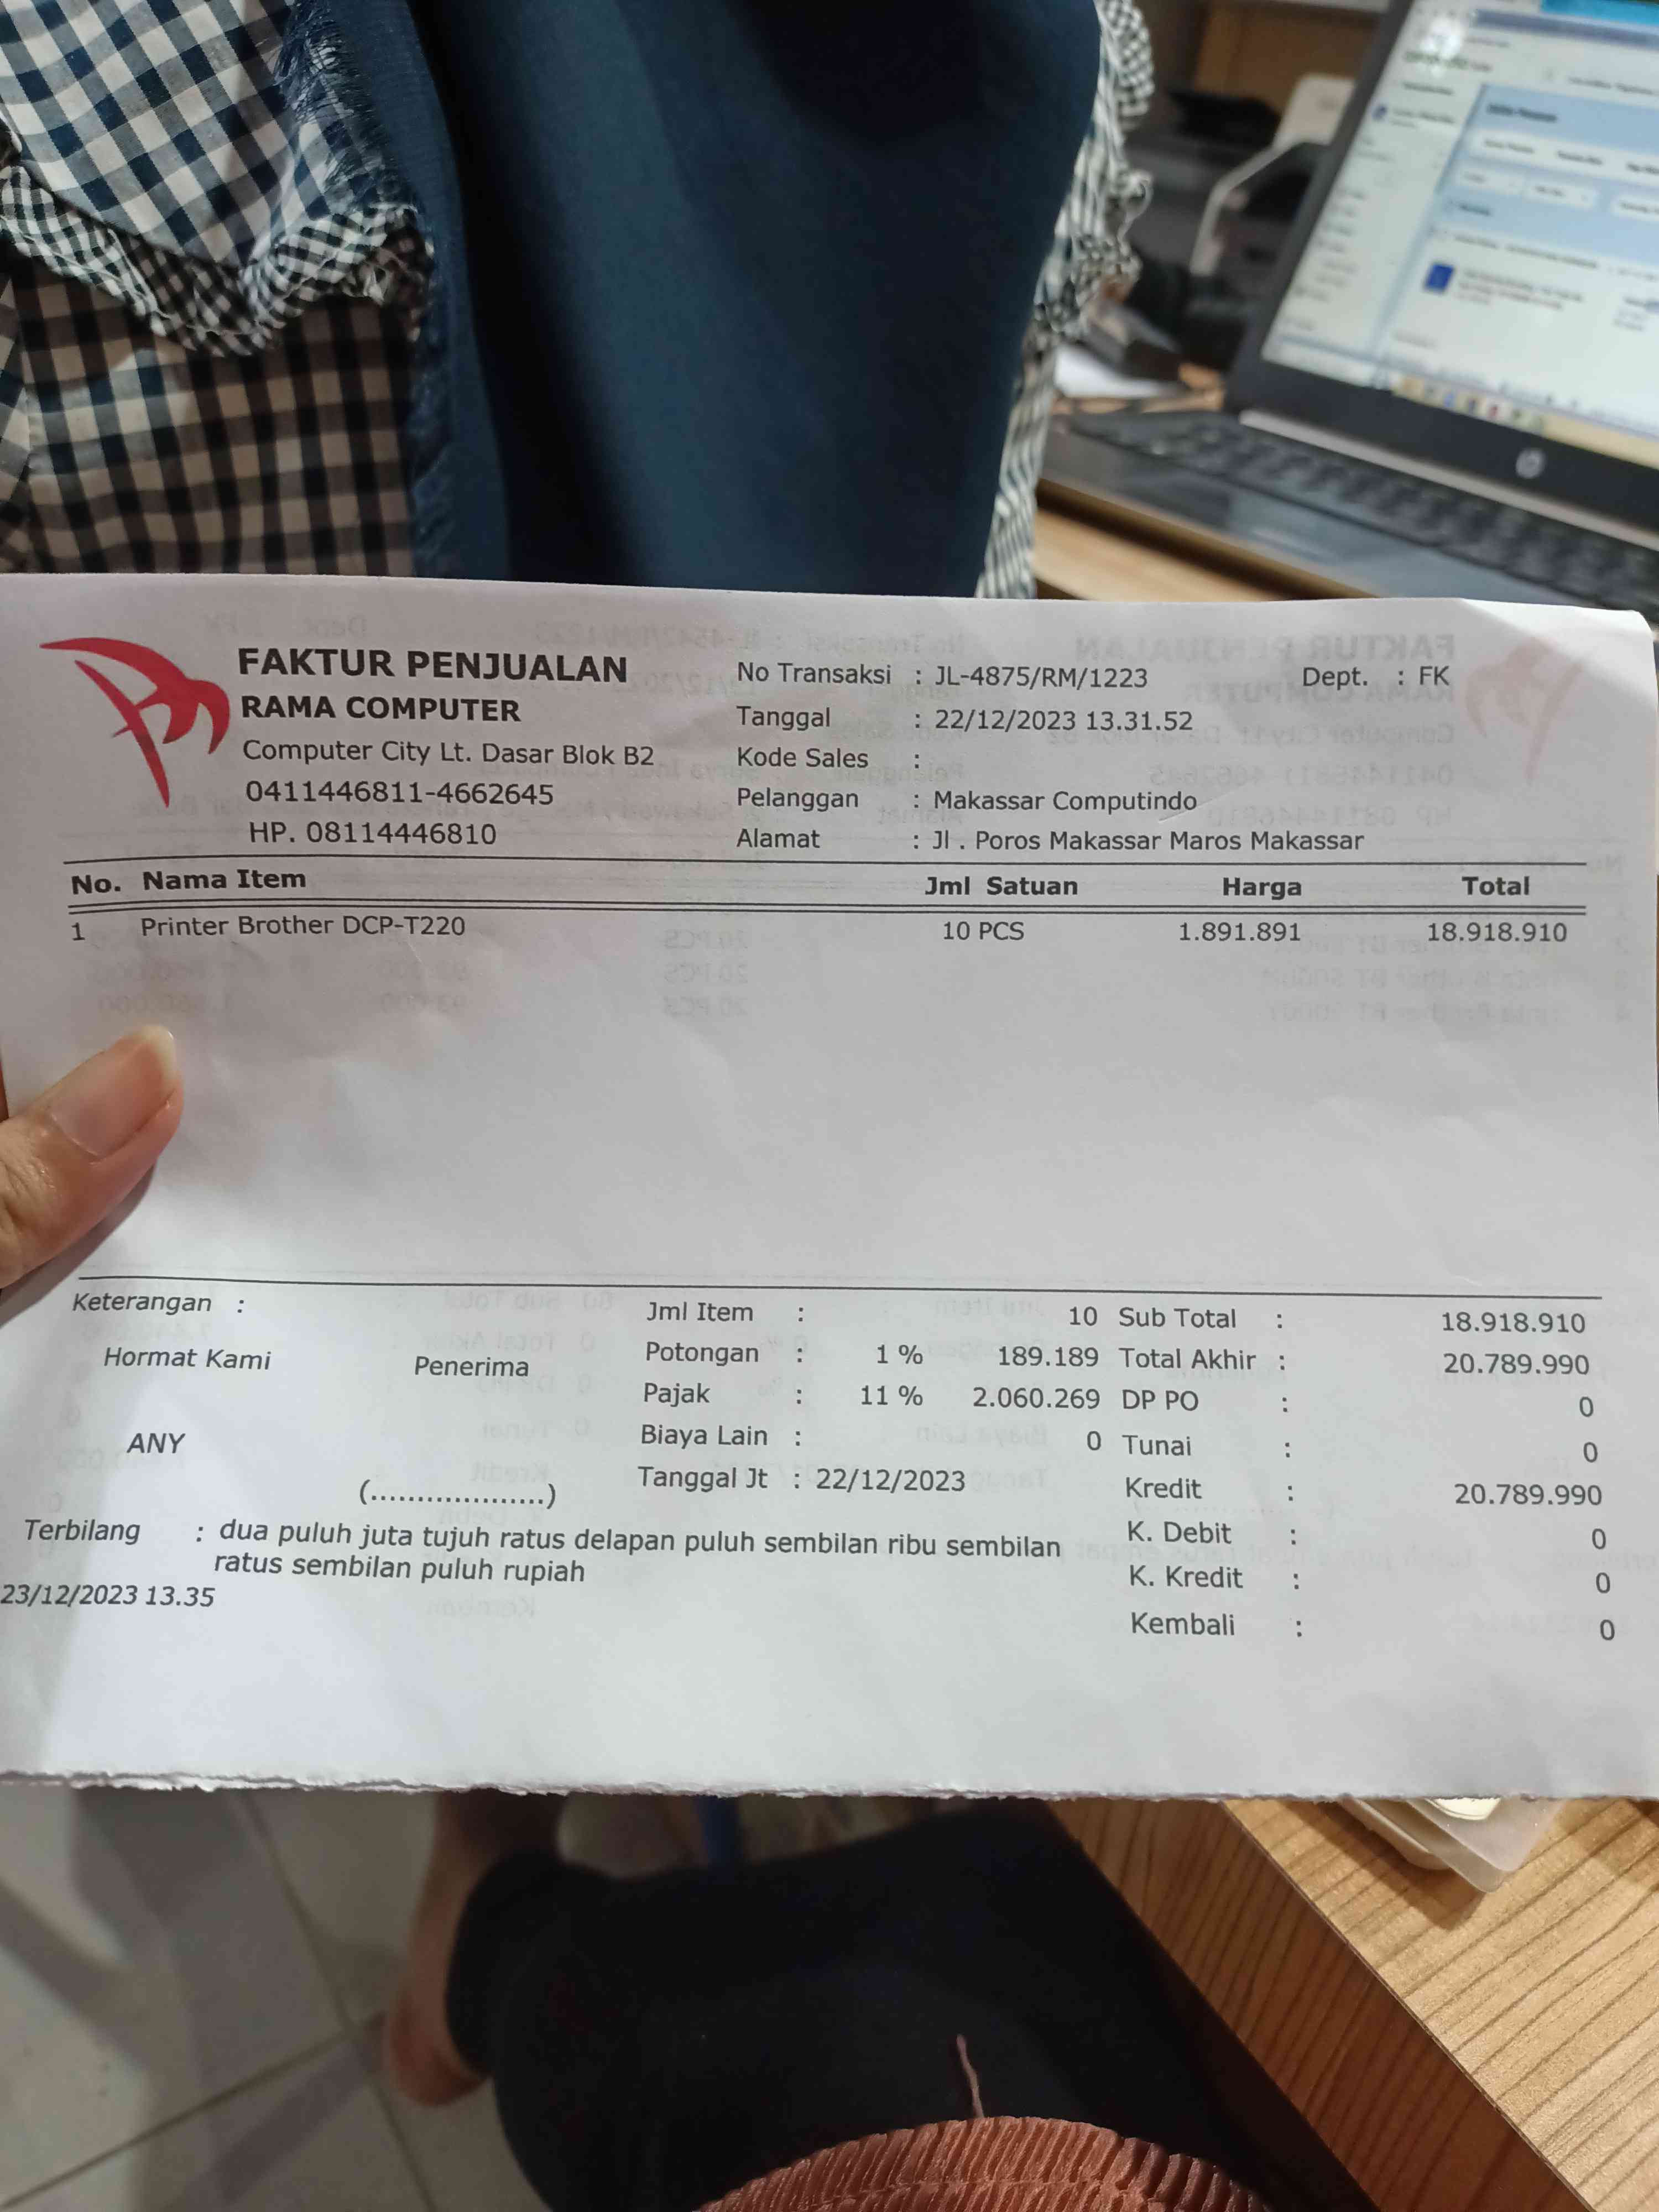 FAKTUR PENJUALAN
RAMA COMPUTER
Computer City Lt. Dasar Blok B2
0411446811-4662645
HP. 08114446810
No Transaksi : JL-4875/RM/1223 Dept. : FK
Tanggal : 22/12/2023 13.31.52
Kode Sales :
Pelanggan : Makassar Computindo
Alamat : Jl . Poros Makassar Maros Makassar
No. Nama Item Jml Satuan Harga Total
1 Printer Brother DCP-T220 10 PCS 1.891.891 18.918.910
Keterangan :
Hormat Kami Penerima
ANY
(...................)
Jml Item : 10
Potongan : 1 % 189.189
Pajak : 11 % 2.060.269
Biaya Lain : 0
Tanggal Jt : 22/12/2023
Sub Total : 18.918.910
Total Akhir : 20.789.990
DP PO : 0
Tunai : 0
Kredit : 20.789.990
K. Debit : 0
K. Kredit : 0
Kembali : 0
Terbilang : dua puluh juta tujuh ratus delapan puluh sembilan ribu sembilan
ratus sembilan puluh rupiah
23/12/2023 13.35